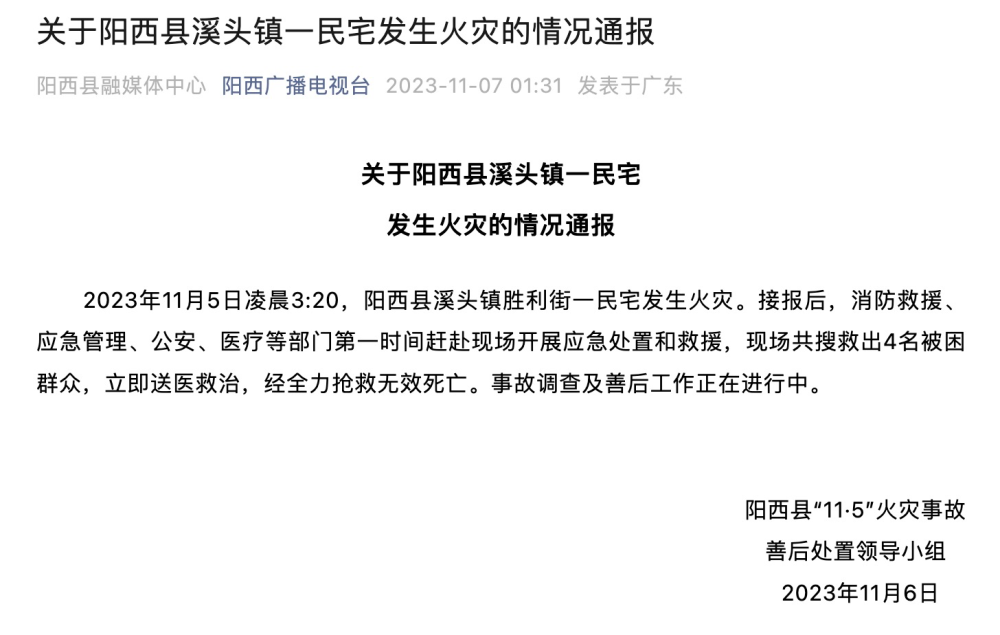 关于阳西县溪头镇一民宅发生火灾的情况通报
阳西县融媒体中心 阳西广播电视台 2023-11-07 01:31 发表于广东
关于阳西县溪头镇一民宅
发生火灾的情况通报
2023年11月5日凌晨3:20，阳西县溪头镇胜利街一民宅发生火灾。接报后，消防救援、
应急管理、公安、医疗等部门第一时间赶赴现场开展应急处置和救援，现场共搜救出4名被困
群众，立即送医救治，经全力抢救无效死亡。事故调查及善后工作正在进行中。
阳西县“11·5”火灾事故
善后处置领导小组
2023年11月6日